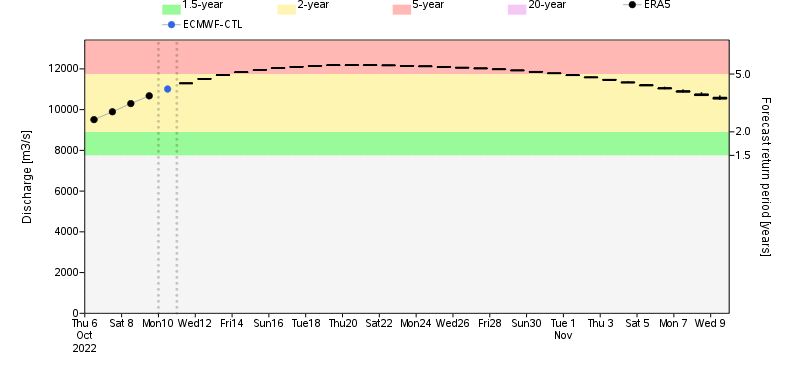 1.5-year 2-year 5-year 20-year ERA5
ECMWF-CTL
12000
10000
8000
6000
4000
2000
0
Discharge [m3/s]
5.0
2.0
1.5
Forecast return period [years]
Thu 6 Sat 8 Mon10 Wed12 Fri14 Sun16 Tue18 Thu20 Sat22 Mon24 Wed26 Fri28 Sun30 Tue 1 Thu 3 Sat 5 Mon 7 Wed 9
Oct Nov
2022